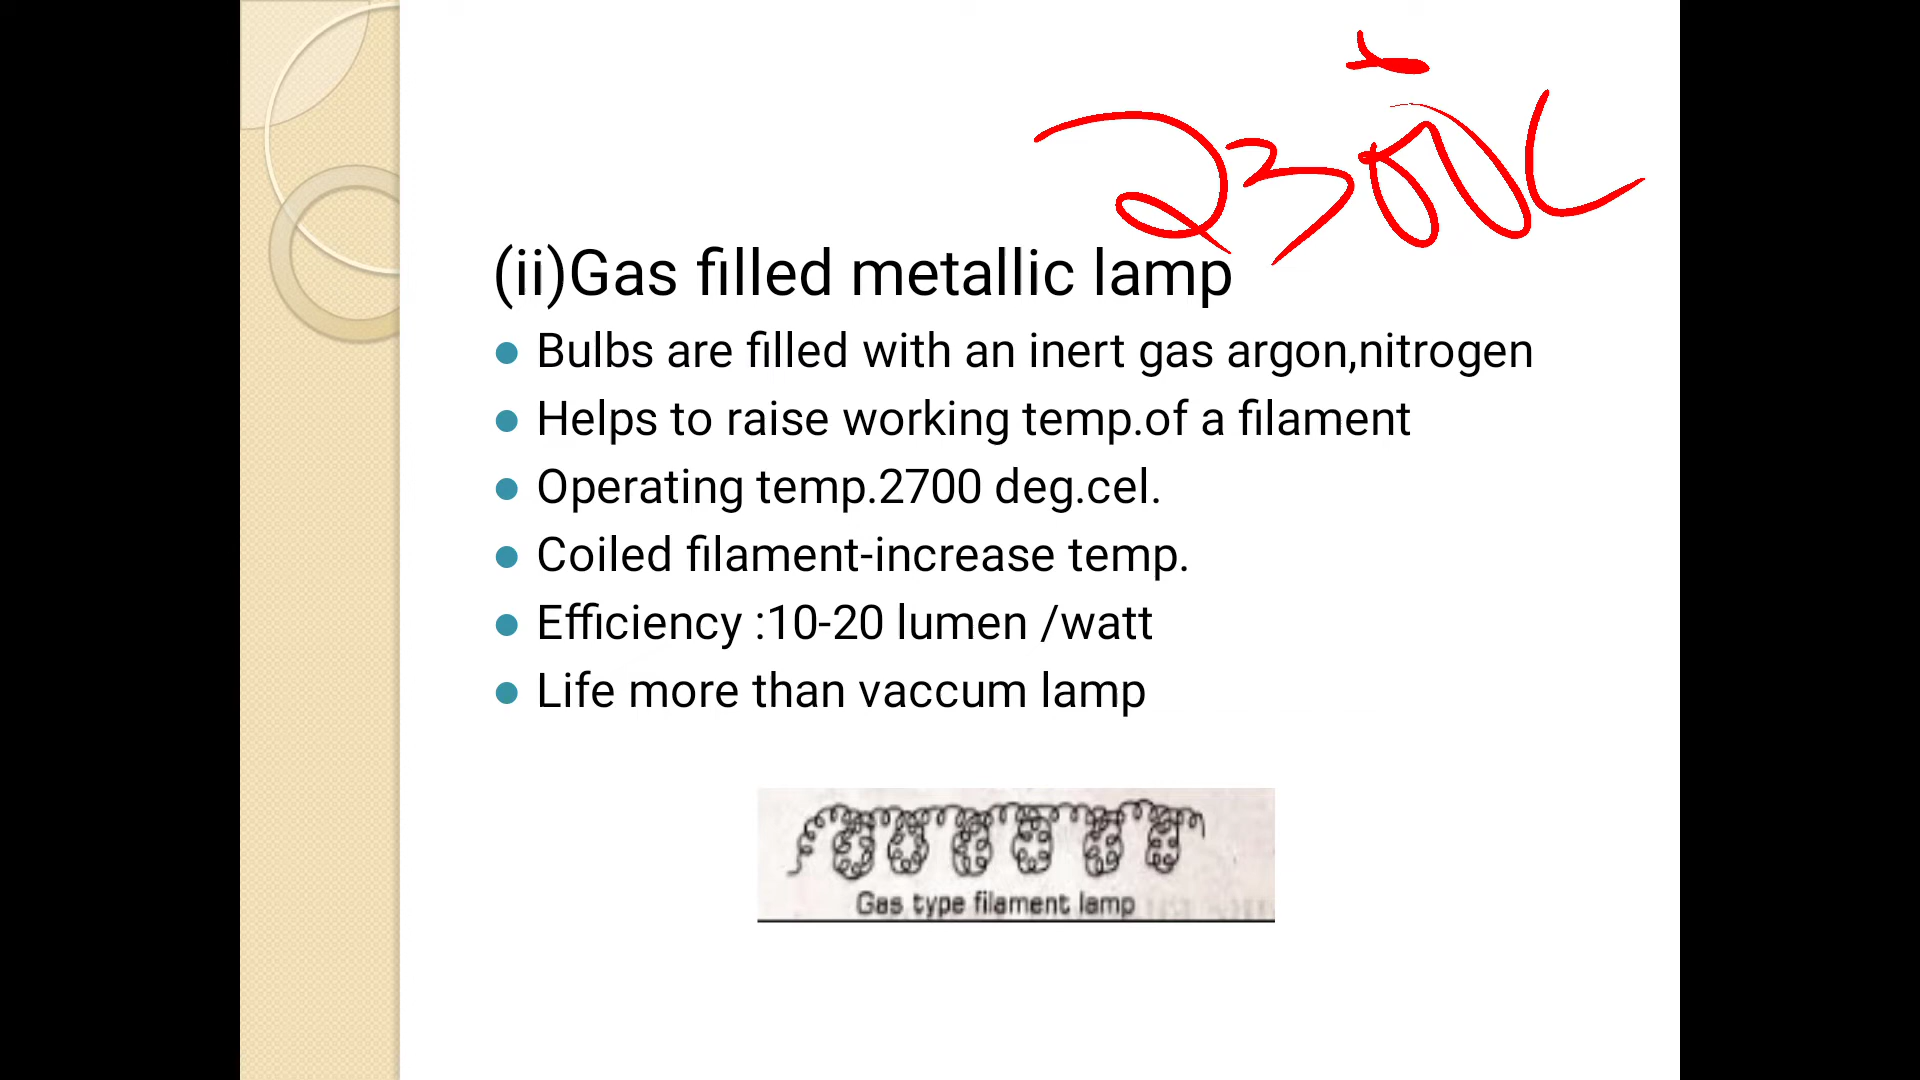 2300C
(ii)Gas filled metallic lamp
Bulbs are filled with an inert gas argon,nitrogen
Helps to raise working temp.of a filament
Operating temp.2700 deg.cel.
Coiled filament-increase temp.
Efficiency :10-20 lumen /watt
Life more than vaccum lamp
Gas type filament lamp